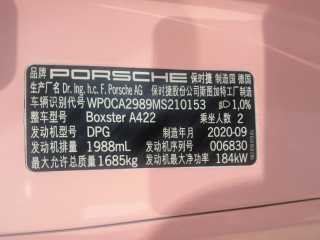 品牌 PORSCHE 保时捷 制造国 德国
生产厂名 Dr. Ing. h.c. F. Porsche AG 保时捷股份公司斯图加特工厂制造
车辆识别代号 WP0CA2989MS210153 1,0%
整车型号 Boxster A422 乘坐人数 2
发动机型号 DPG 制造年月 2020-09
发动机排量 1988mL 发动机序列号 006830
最大允许总质量 1685kg 发动机最大净功率 184kW